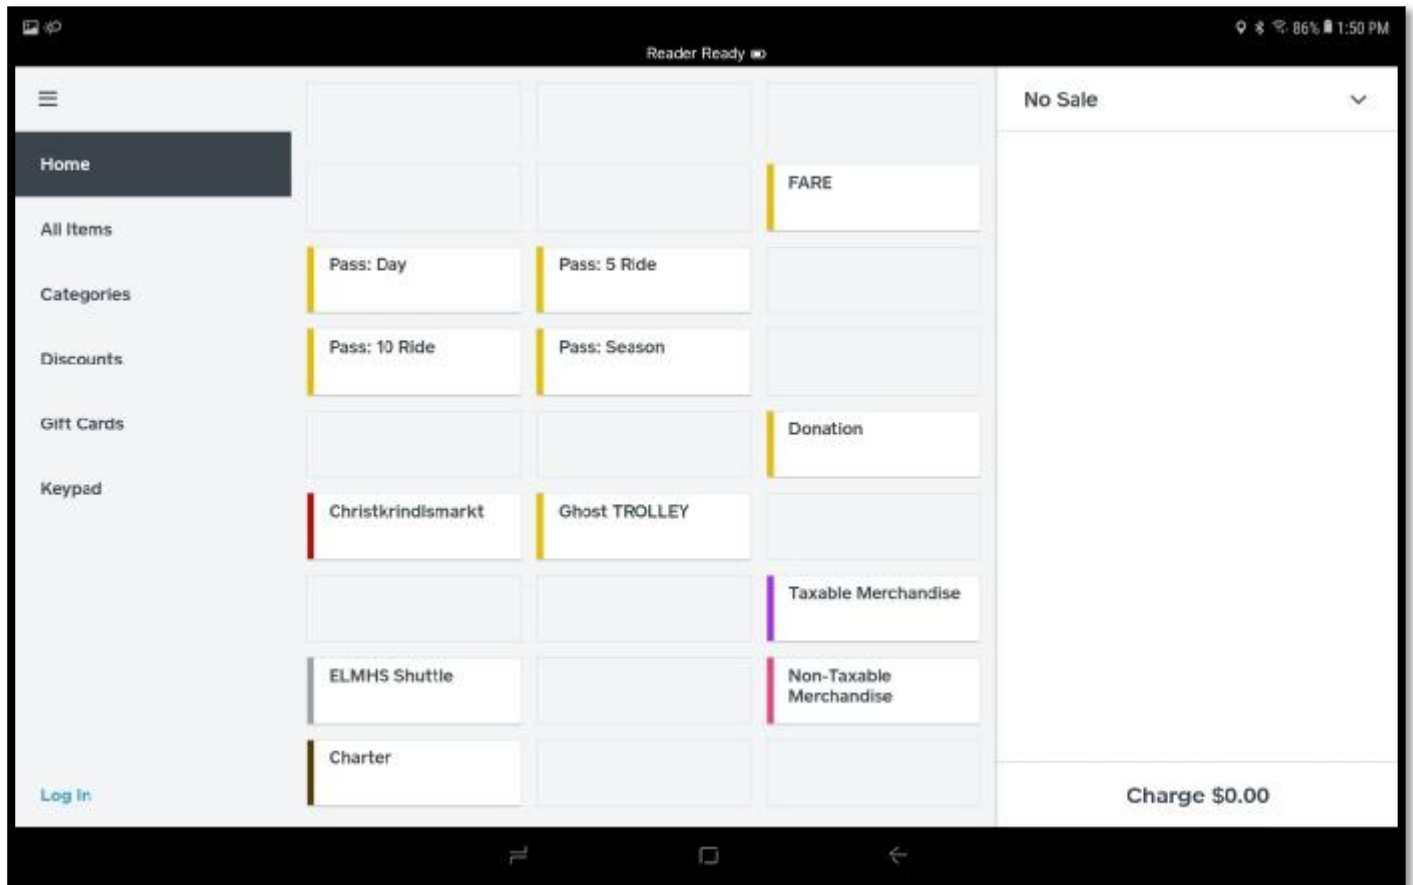 86% 1:50 PM
Reader Ready
No Sale
Home
FARE
All Items
Pass: Day
Pass: 5 Ride
Categories
Pass: 10 Ride
Pass: Season
Discounts
Gift Cards
Donation
Keypad
Christkrindlsmarkt
Ghost TROLLEY
Taxable Merchandise
ELMHS Shuttle
Non-Taxable
Merchandise
Charter
Log In
Charge $0.00